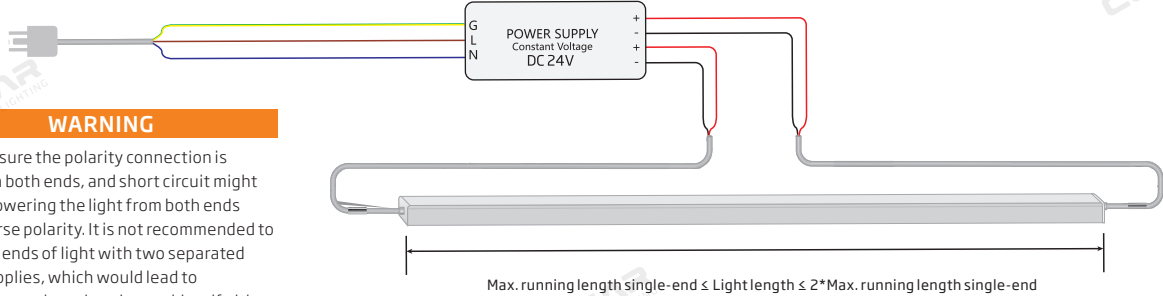 G
L
N
POWER SUPPLY
Constant Voltage
DC 24V
+
-
+
-
WARNING
sure the polarity connection is
both ends, and short circuit might
owering the light from both ends
rse polarity. It is not recommended to
ends of light with two separated
pplies, which would lead to
Max. running length single-end ≤ Light length ≤ 2*Max. running length single-end
LIGHTING